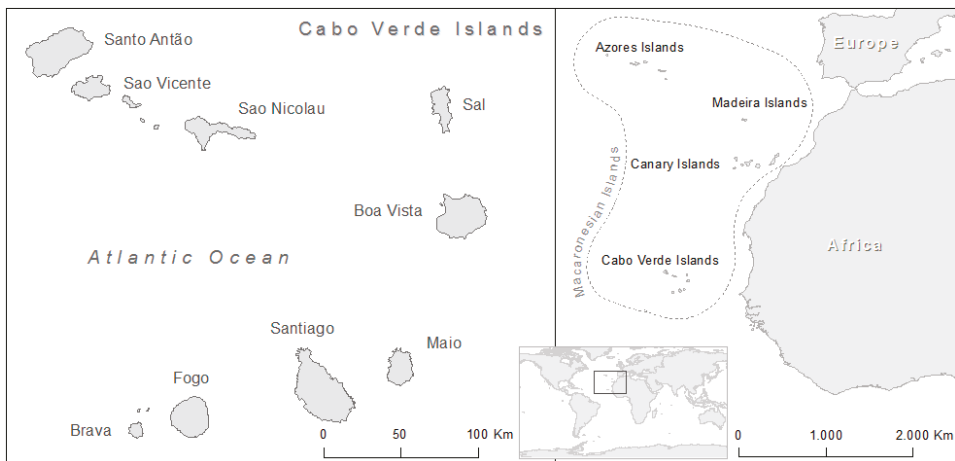 Cabo Verde Islands
Santo Antão
Sao Vicente
Sao Nicolau
Sal
Boa Vista
Atlantic Ocean
Santiago
Maio
Fogo
Brava
0 50 100 Km
Azores Islands
Europe
Madeira Islands
Canary Islands
Macaronesian Islands
Africa
Cabo Verde Islands
0 1.000 2.000 Km